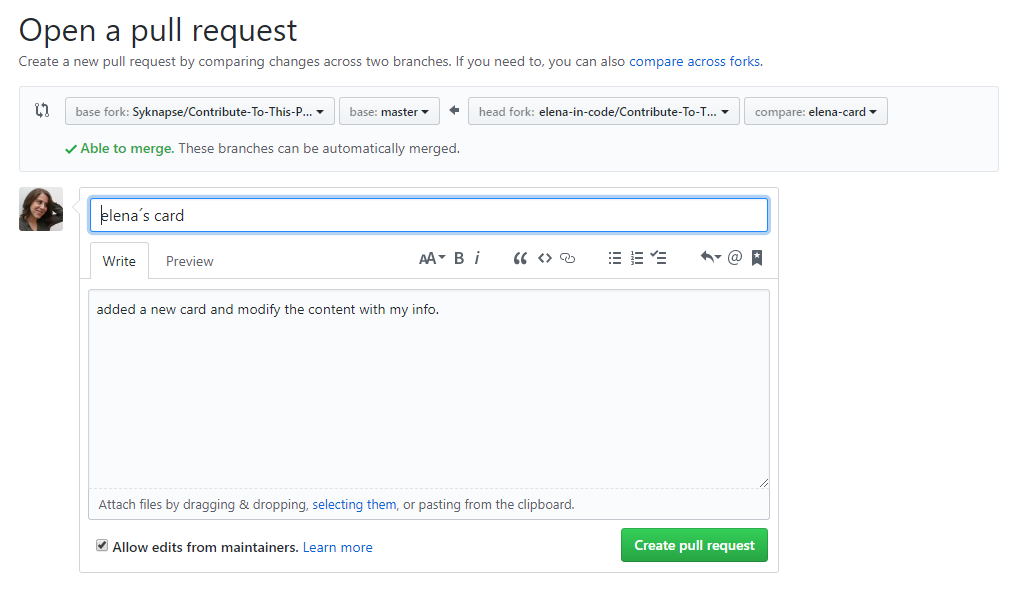 Open a pull request
Create a new pull request by comparing changes across two branches. If you need to, you can also compare across forks.
base fork: Syknapse/Contribute-To-This-P... base: master head fork: elena-in-code/Contribute-To-T... compare: elena-card
Able to merge. These branches can be automatically merged.
elena´s card
Write Preview AA B i @
added a new card and modify the content with my info.
Attach files by dragging & dropping, selecting them, or pasting from the clipboard.
Allow edits from maintainers. Learn more Create pull request